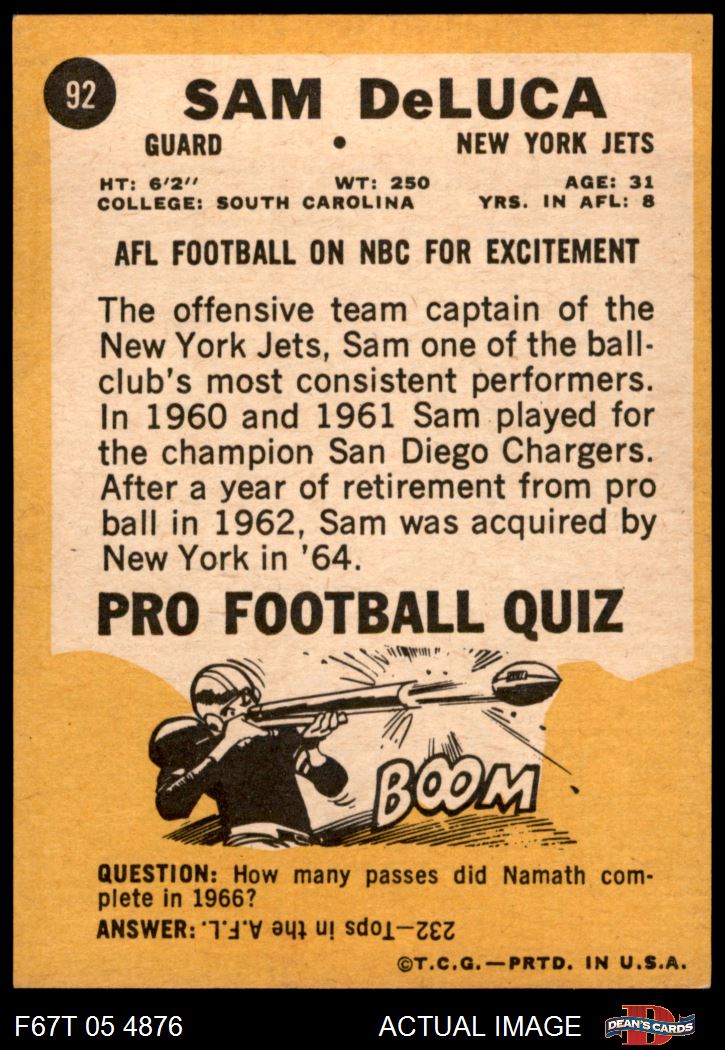 92
SAM DeLUCA
GUARD • NEW YORK JETS
HT: 6'2" WT: 250 AGE: 31
COLLEGE: SOUTH CAROLINA YRS. IN AFL: 8
AFL FOOTBALL ON NBC FOR EXCITEMENT
The offensive team captain of the
New York Jets, Sam one of the ball-
club's most consistent performers.
In 1960 and 1961 Sam played for
the champion San Diego Chargers.
After a year of retirement from pro
ball in 1962, Sam was acquired by
New York in '64.
PRO FOOTBALL QUIZ
BOOM
QUESTION: How many passes did Namath com-
plete in 1966?
ANSWER: 232—Tops in the A.F.L.
©T.C.G.—PRTD. IN U.S.A.
F67T 05 4876 ACTUAL IMAGE
D
DEAN'S CARDS